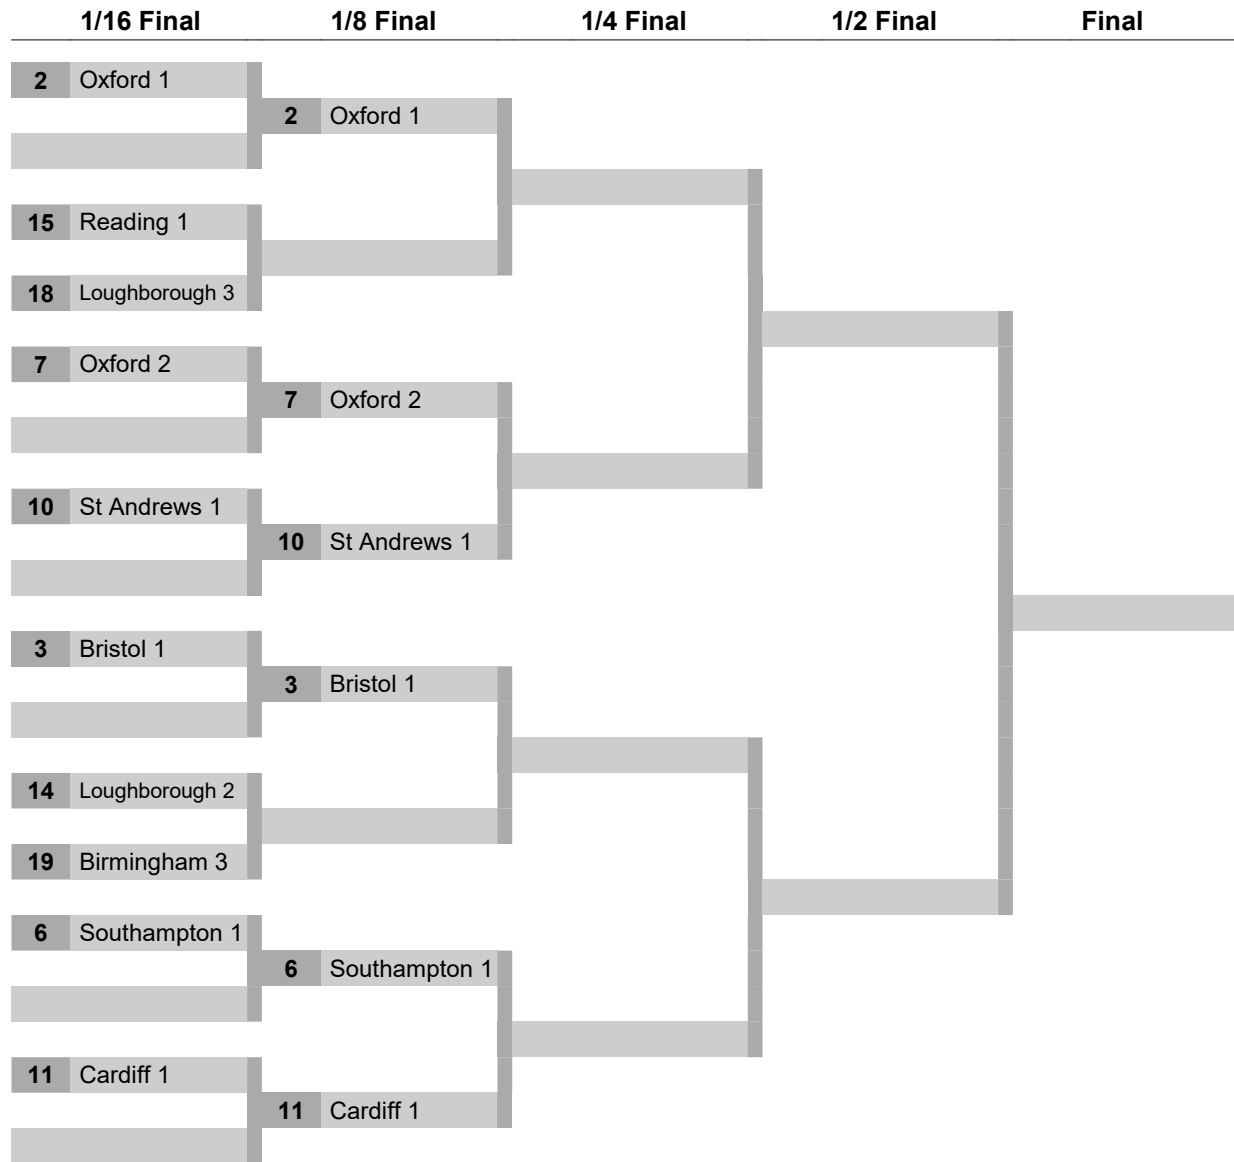 1/16 Final 1/8 Final 1/4 Final 1/2 Final Final
2 Oxford 1
2 Oxford 1
15 Reading 1
18 Loughborough 3
7 Oxford 2
7 Oxford 2
10 St Andrews 1
10 St Andrews 1
3 Bristol 1
3 Bristol 1
14 Loughborough 2
19 Birmingham 3
6 Southampton 1
6 Southampton 1
11 Cardiff 1
11 Cardiff 1